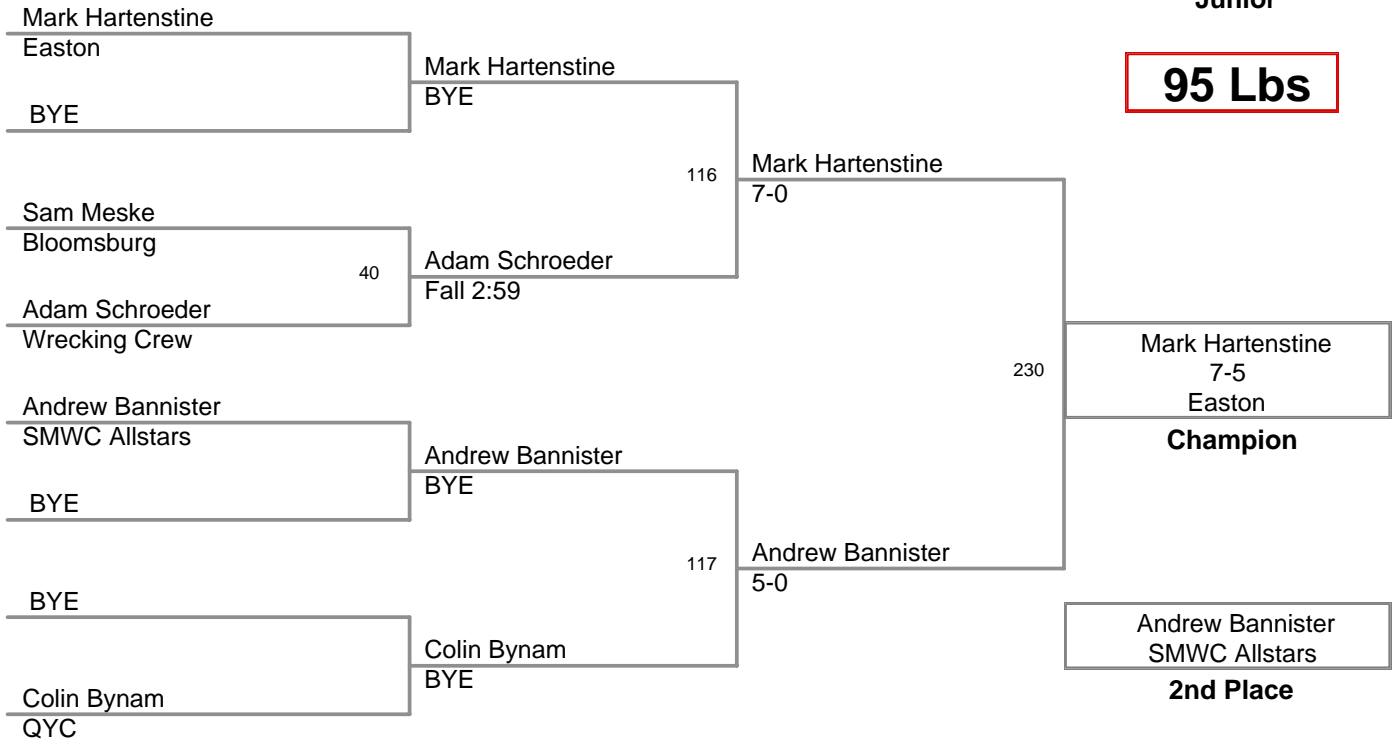 Junior
95 Lbs
Mark Hartenstine
Easton
BYE
Sam Meske
Bloomsburg
40
Adam Schroeder
Wrecking Crew
Andrew Bannister
SMWC Allstars
BYE
BYE
Colin Bynam
QYC
Mark Hartenstine
BYE
116
Adam Schroeder
Fall 2:59
Andrew Bannister
BYE
117
Colin Bynam
BYE
Mark Hartenstine
7-0
230
Andrew Bannister
5-0
Mark Hartenstine
7-5
Easton
Champion
Andrew Bannister
SMWC Allstars
2nd Place